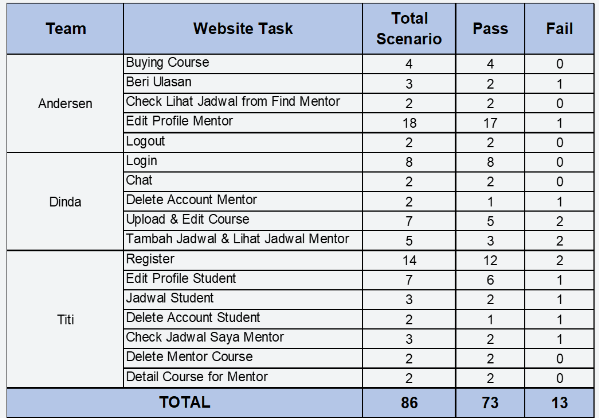 Team Website Task Total Scenario Pass Fail
Andersen
Buying Course 4 4 0
Beri Ulasan 3 2 1
Check Lihat Jadwal from Find Mentor 2 2 0
Edit Profile Mentor 18 17 1
Logout 2 2 0
Dinda
Login 8 8 0
Chat 2 2 0
Delete Account Mentor 2 1 1
Upload & Edit Course 7 5 2
Tambah Jadwal & Lihat Jadwal Mentor 5 3 2
Titi
Register 14 12 2
Edit Profile Student 7 6 1
Jadwal Student 3 2 1
Delete Account Student 2 1 1
Check Jadwal Saya Mentor 3 2 1
Delete Mentor Course 2 2 0
Detail Course for Mentor 2 2 0
TOTAL 86 73 13